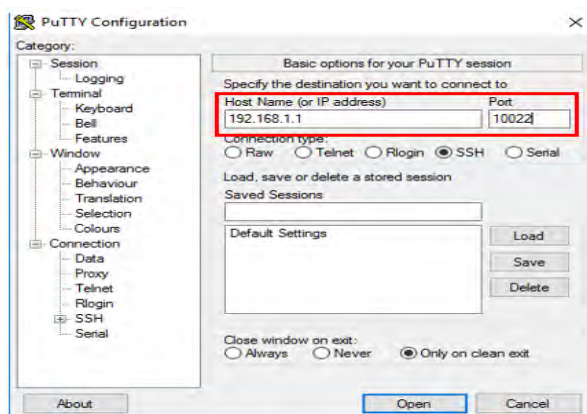 PuTTY Configuration
Category:
Session
Logging
Terminal
Keyboard
Bell
Features
Window
Appearance
Behaviour
Translation
Selection
Colours
Connection
Data
Proxy
Telnet
Rlogin
SSH
Serial
Basic options for your PuTTY session
Specify the destination you want to connect to
Host Name (or IP address) Port
192.168.1.1 10022
Connection type:
Raw Telnet Rlogin SSH Serial
Load, save or delete a stored session
Saved Sessions
Default Settings
Load
Save
Delete
Close window on exit:
Always Never Only on clean exit
About Open Cancel